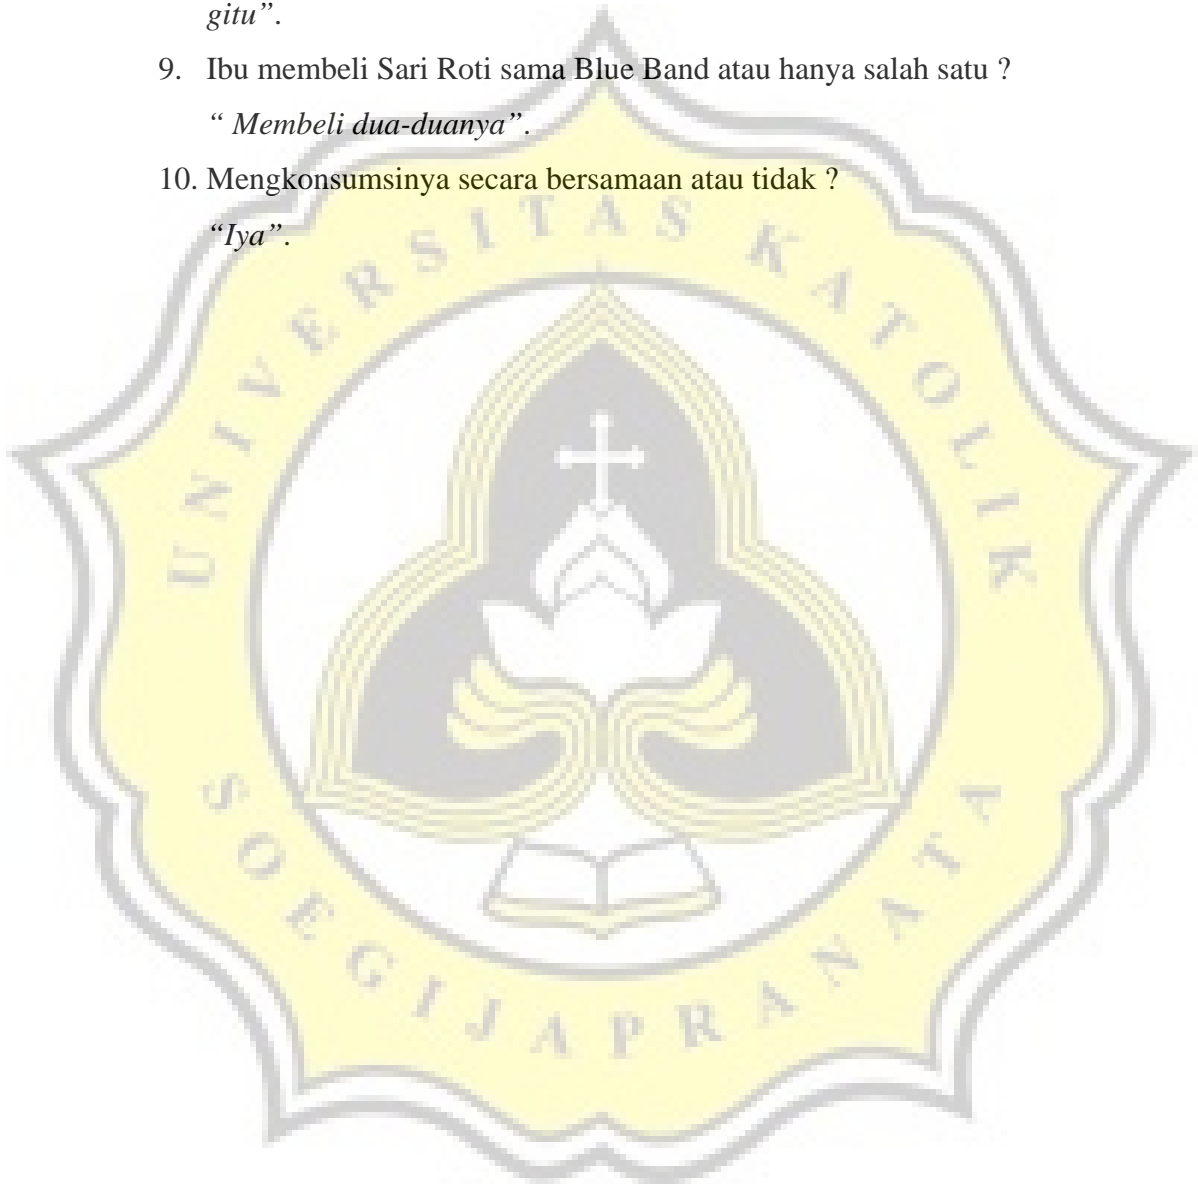 gitu”.
9. Ibu membeli Sari Roti sama Blue Band atau hanya salah satu ?
“ Membeli dua-duanya”.
10. Mengkonsumsinya secara bersamaan atau tidak ?
“Iya”.
UNIVERSITAS KATOLIK
SOEGIJAPRANATA